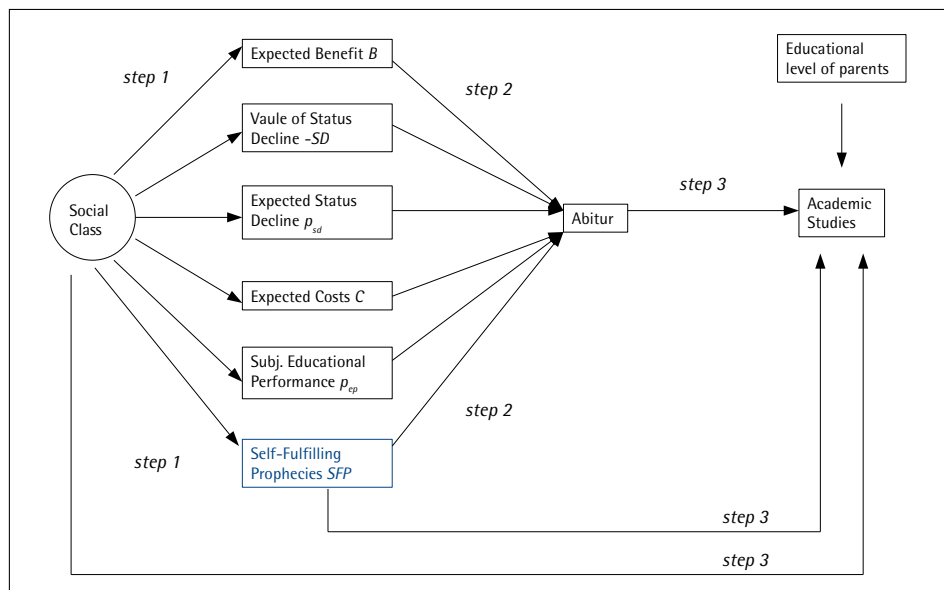 Expected Benefit B
Educational
level of parents
step 1
step 2
Vaule of Status
Decline -SD
step 3
Expected Status
Decline p_sd
Social
Class
Abitur
Academic
Studies
Expected Costs C
Subj. Educational
Performance p_ep
step 2
step 1
Self-Fulfilling
Prophecies SFP
step 3
step 3